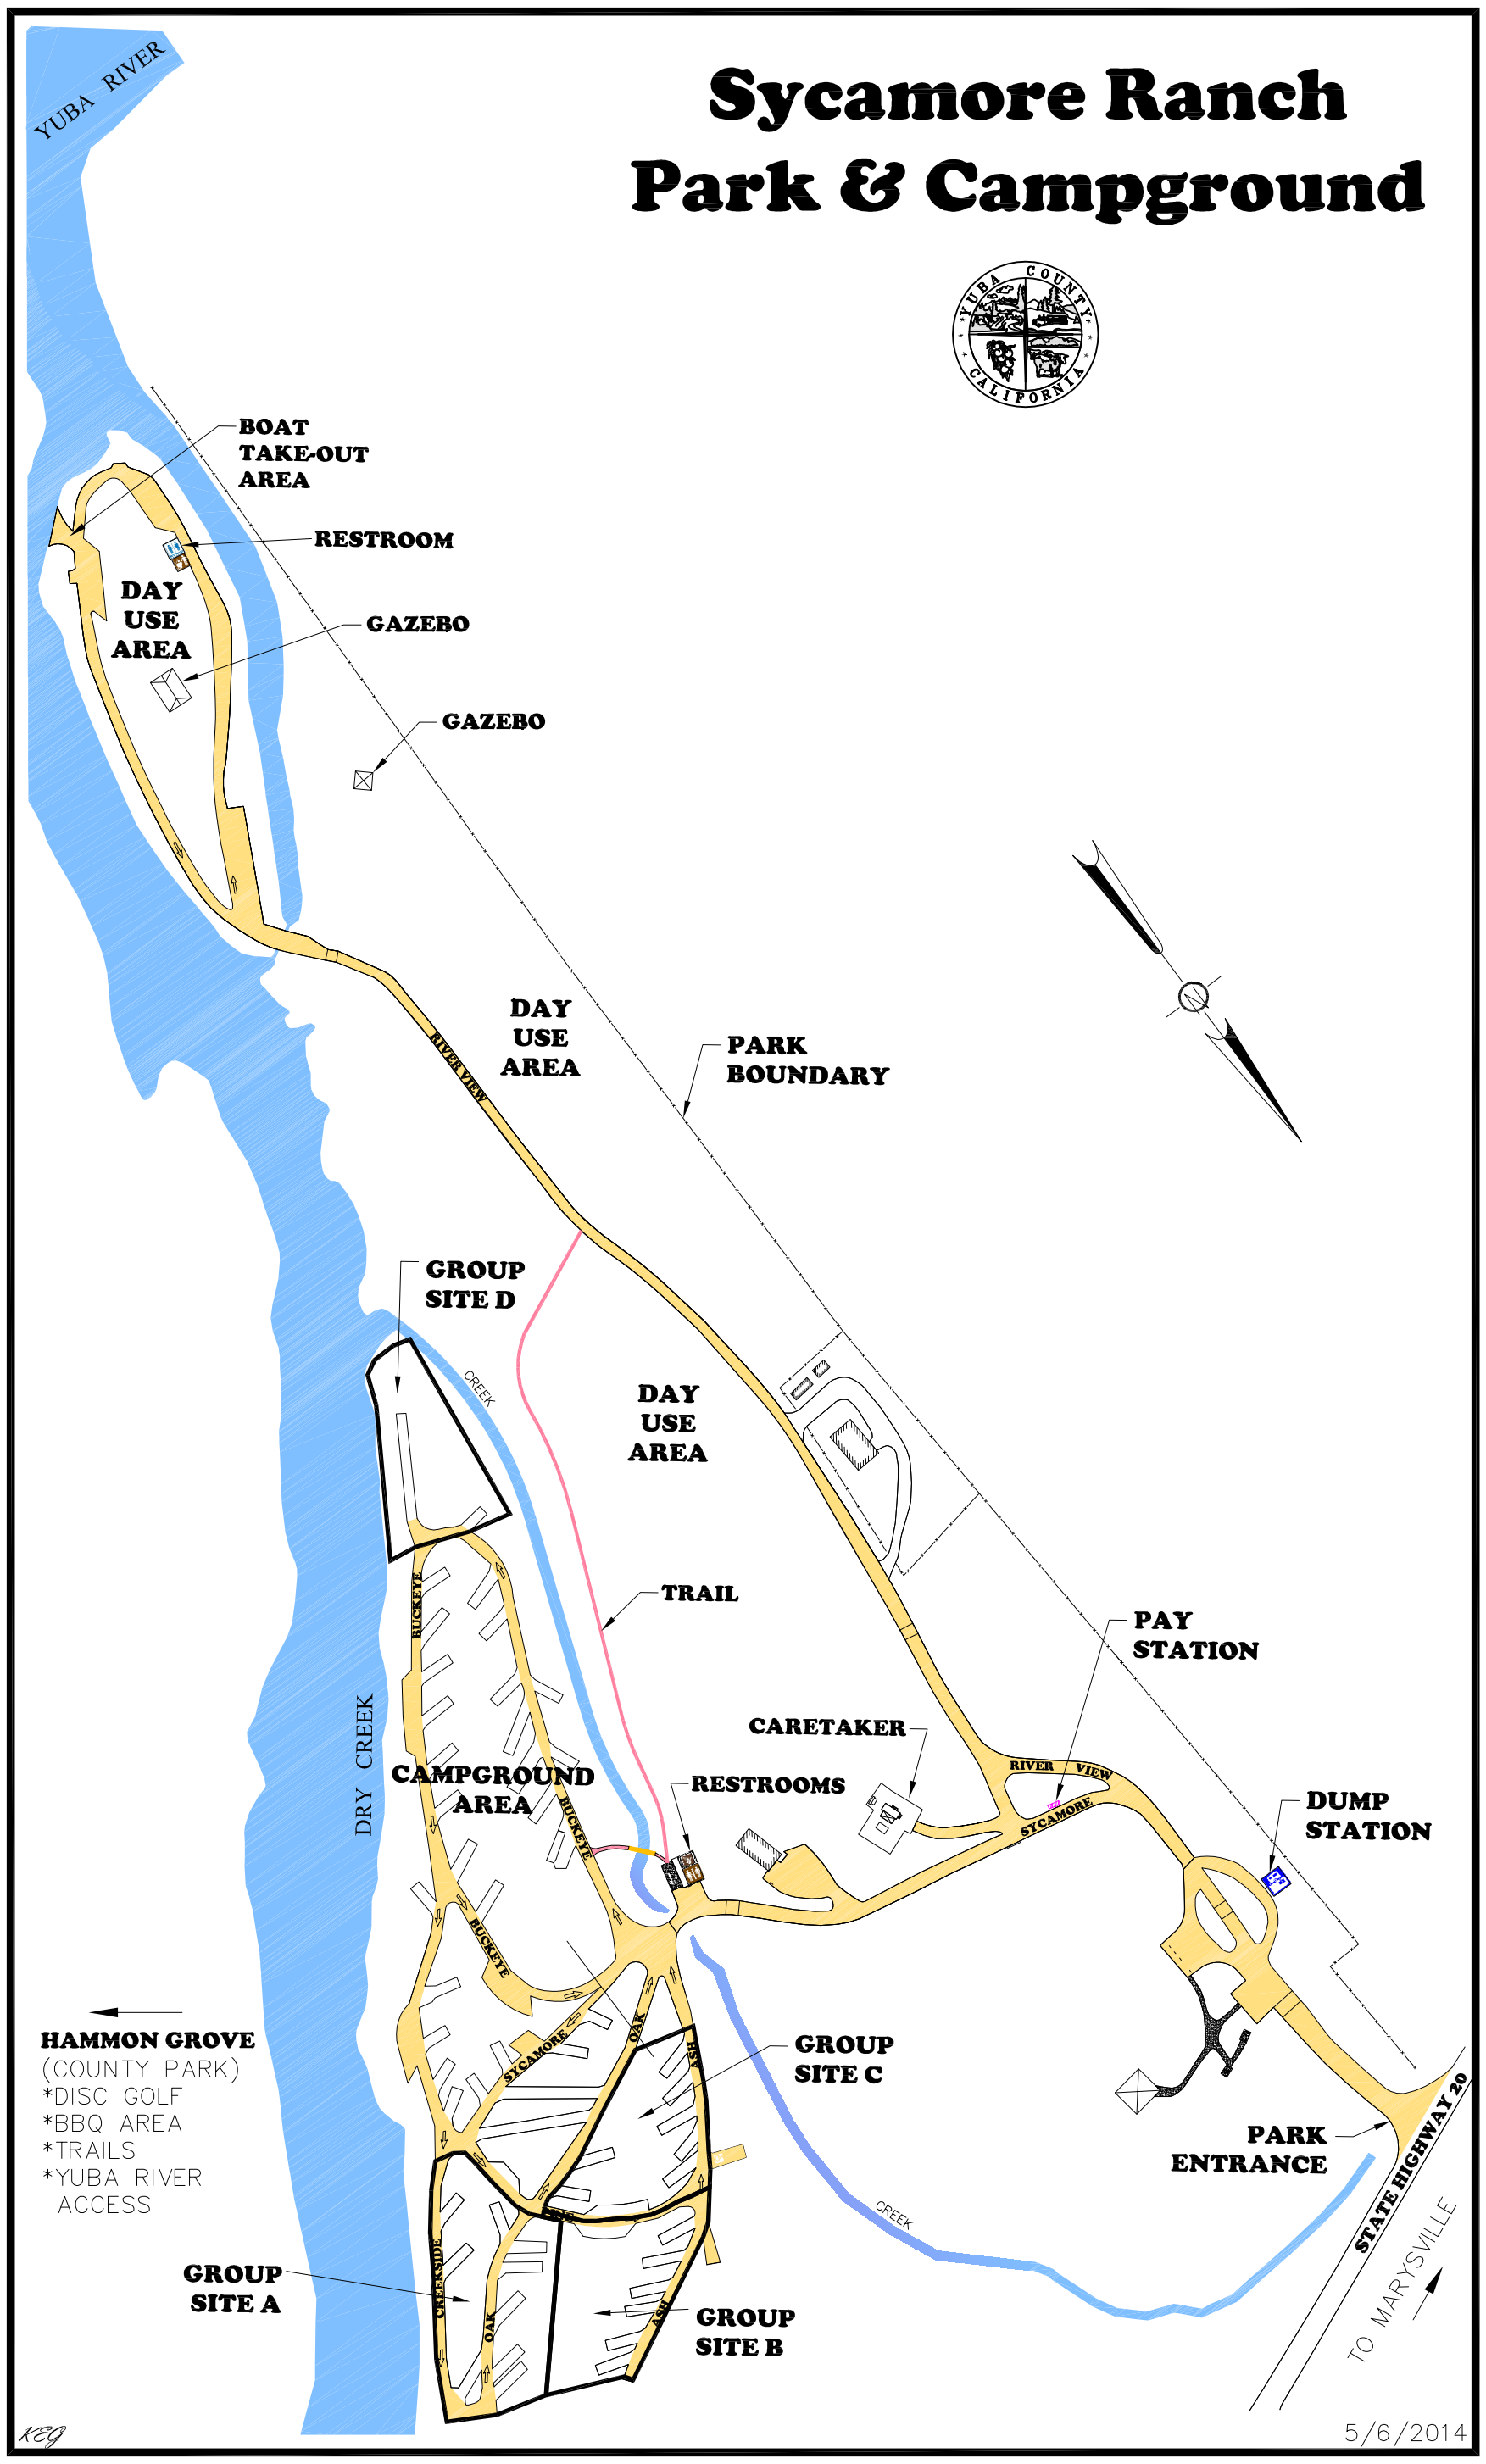 Sycamore Ranch
Park & Campground
YUBA RIVER
YUBA COUNTY
CALIFORNIA
BOAT
TAKE-OUT
AREA
RESTROOM
DAY
USE
AREA
GAZEBO
GAZEBO
N
DAY
USE
AREA
PARK
BOUNDARY
RIVER VIEW
GROUP
SITE D
CREEK
DAY
USE
AREA
BUCKEYE
TRAIL
PAY
STATION
DRY CREEK
CARETAKER
RIVER VIEW
CAMPGROUND
AREA
RESTROOMS
SYCAMORE
DUMP
STATION
BUCKEYE
BUCKEYE
HAMMON GROVE
(COUNTY PARK)
*DISC GOLF
*BBQ AREA
*TRAILS
*YUBA RIVER
ACCESS
SYCAMORE
OAK
ASH
GROUP
SITE C
PARK
ENTRANCE
STATE HIGHWAY 20
CREEK
TO MARYSVILLE
CREEKSIDE
GROUP
SITE A
OAK
ASH
GROUP
SITE B
KEG
5/6/2014